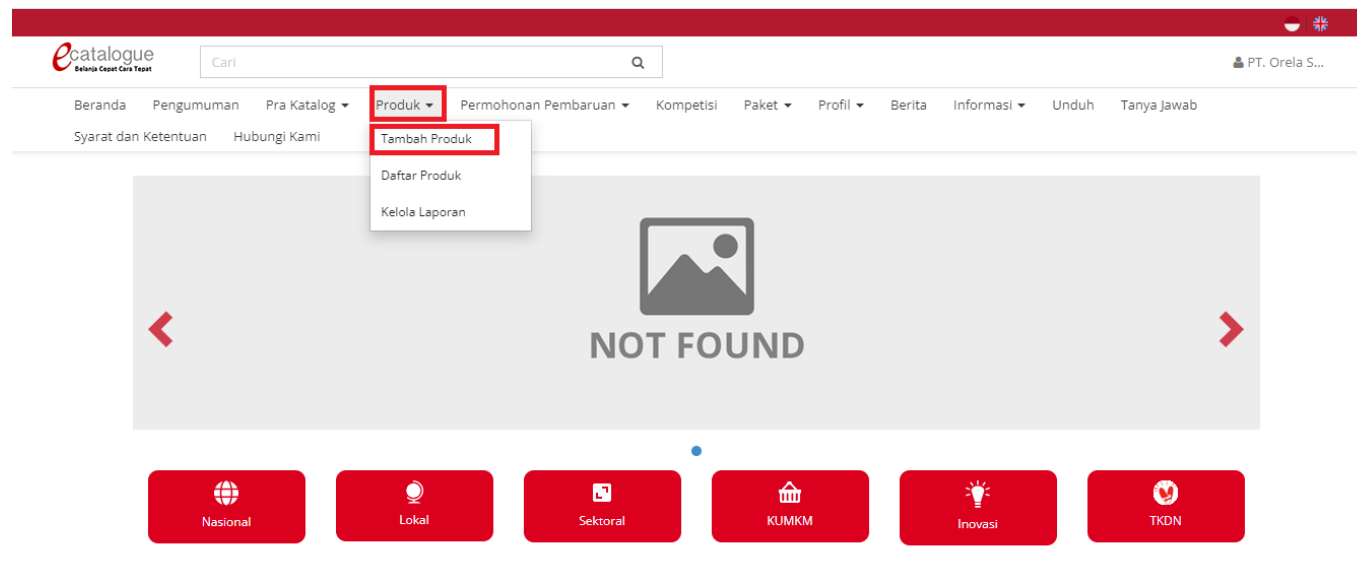 ecatalogue
Belanja Cepat Cara Tepat
Cari
PT. Orela S...
Beranda Pengumuman Pra Katalog Produk Permohonan Pembaruan Kompetisi Paket Profil Berita Informasi Unduh Tanya Jawab
Syarat dan Ketentuan Hubungi Kami
Tambah Produk
Daftar Produk
Kelola Laporan
NOT FOUND
Nasional Lokal Sektoral KUMKM Inovasi TKDN